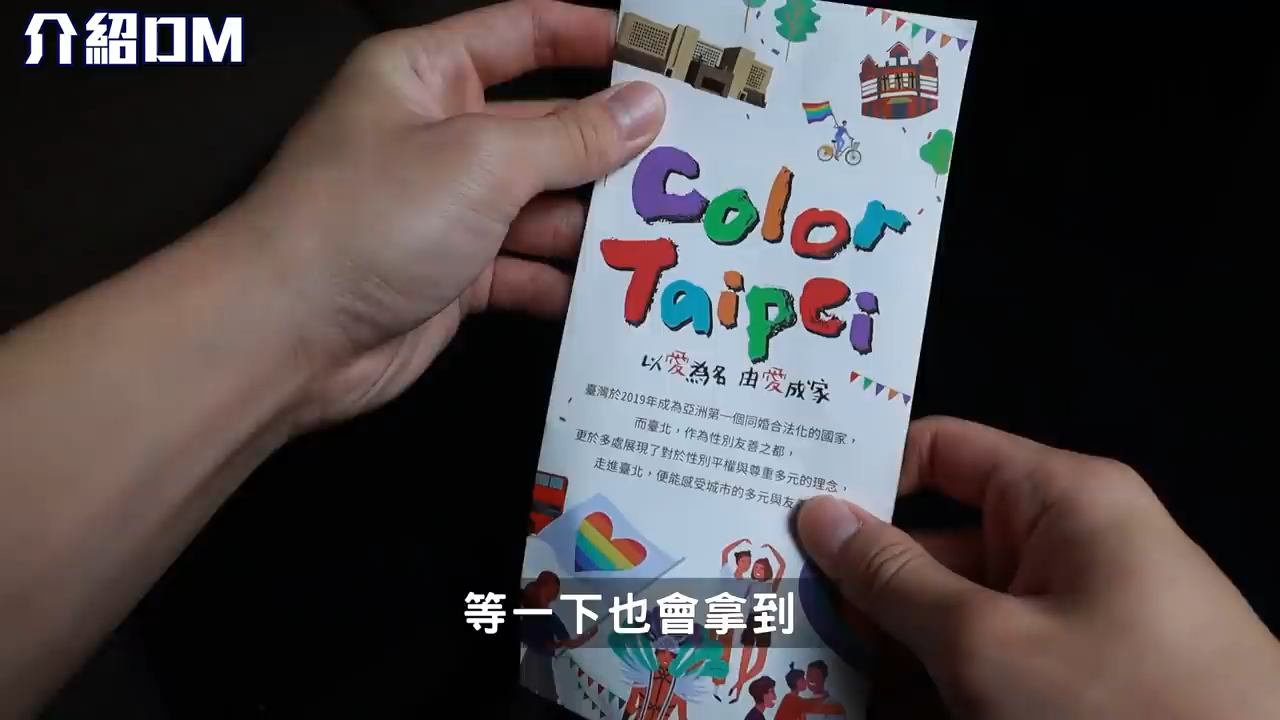 介紹DM
Color
Taipei
以愛為名 由愛成家
臺灣於2019年成為亞洲第一個同婚合法化的國家，
而臺北，作為性別友善之都，
更於多處展現了對於性別平權與尊重多元的理念，
走進臺北，便能感受城市的多元與友
等一下也會拿到